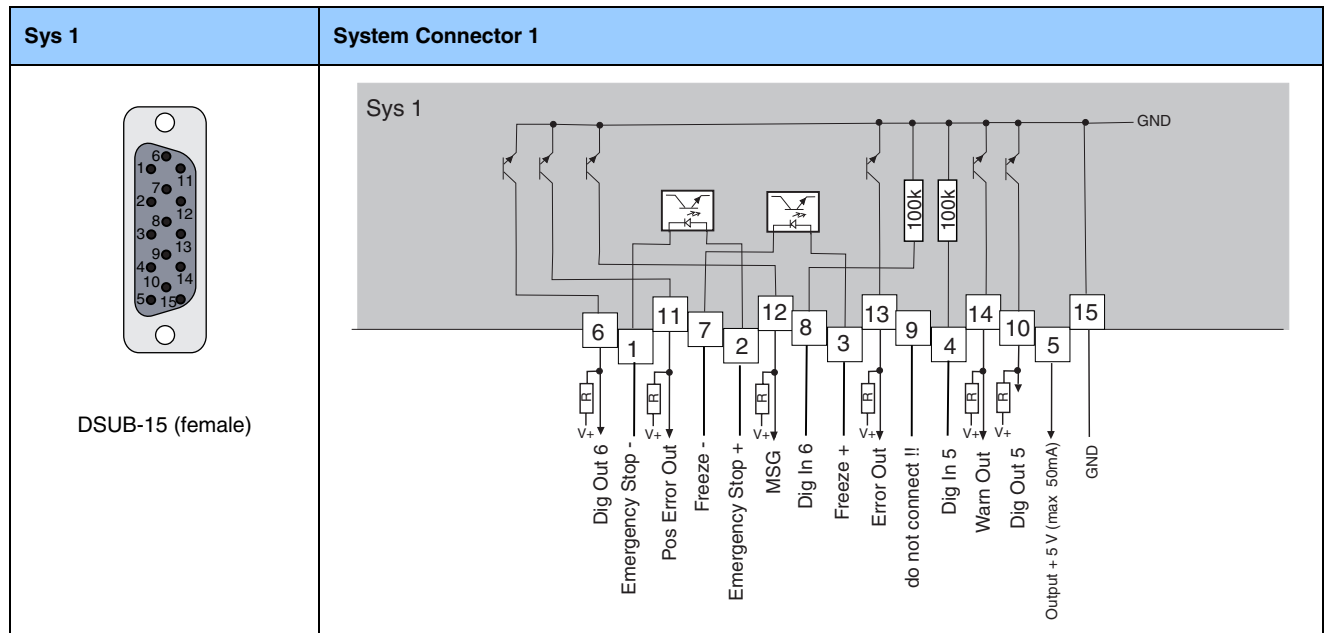 Sys 1
System Connector 1
6
1
11
7
2
12
8
3
13
9
4
14
10
5
15
DSUB-15 (female)
Sys 1
GND
100k
100k
6
1
11
7
2
12
8
3
13
9
4
14
10
5
15
R
R
R
R
R
R
V+
V+
V+
V+
V+
V+
Dig Out 6
Emergency Stop -
Pos Error Out
Freeze -
Emergency Stop +
MSG
Dig In 6
Freeze +
Error Out
do not connect !!
Dig In 5
Warn Out
Dig Out 5
Output + 5 V (max 50mA)
GND